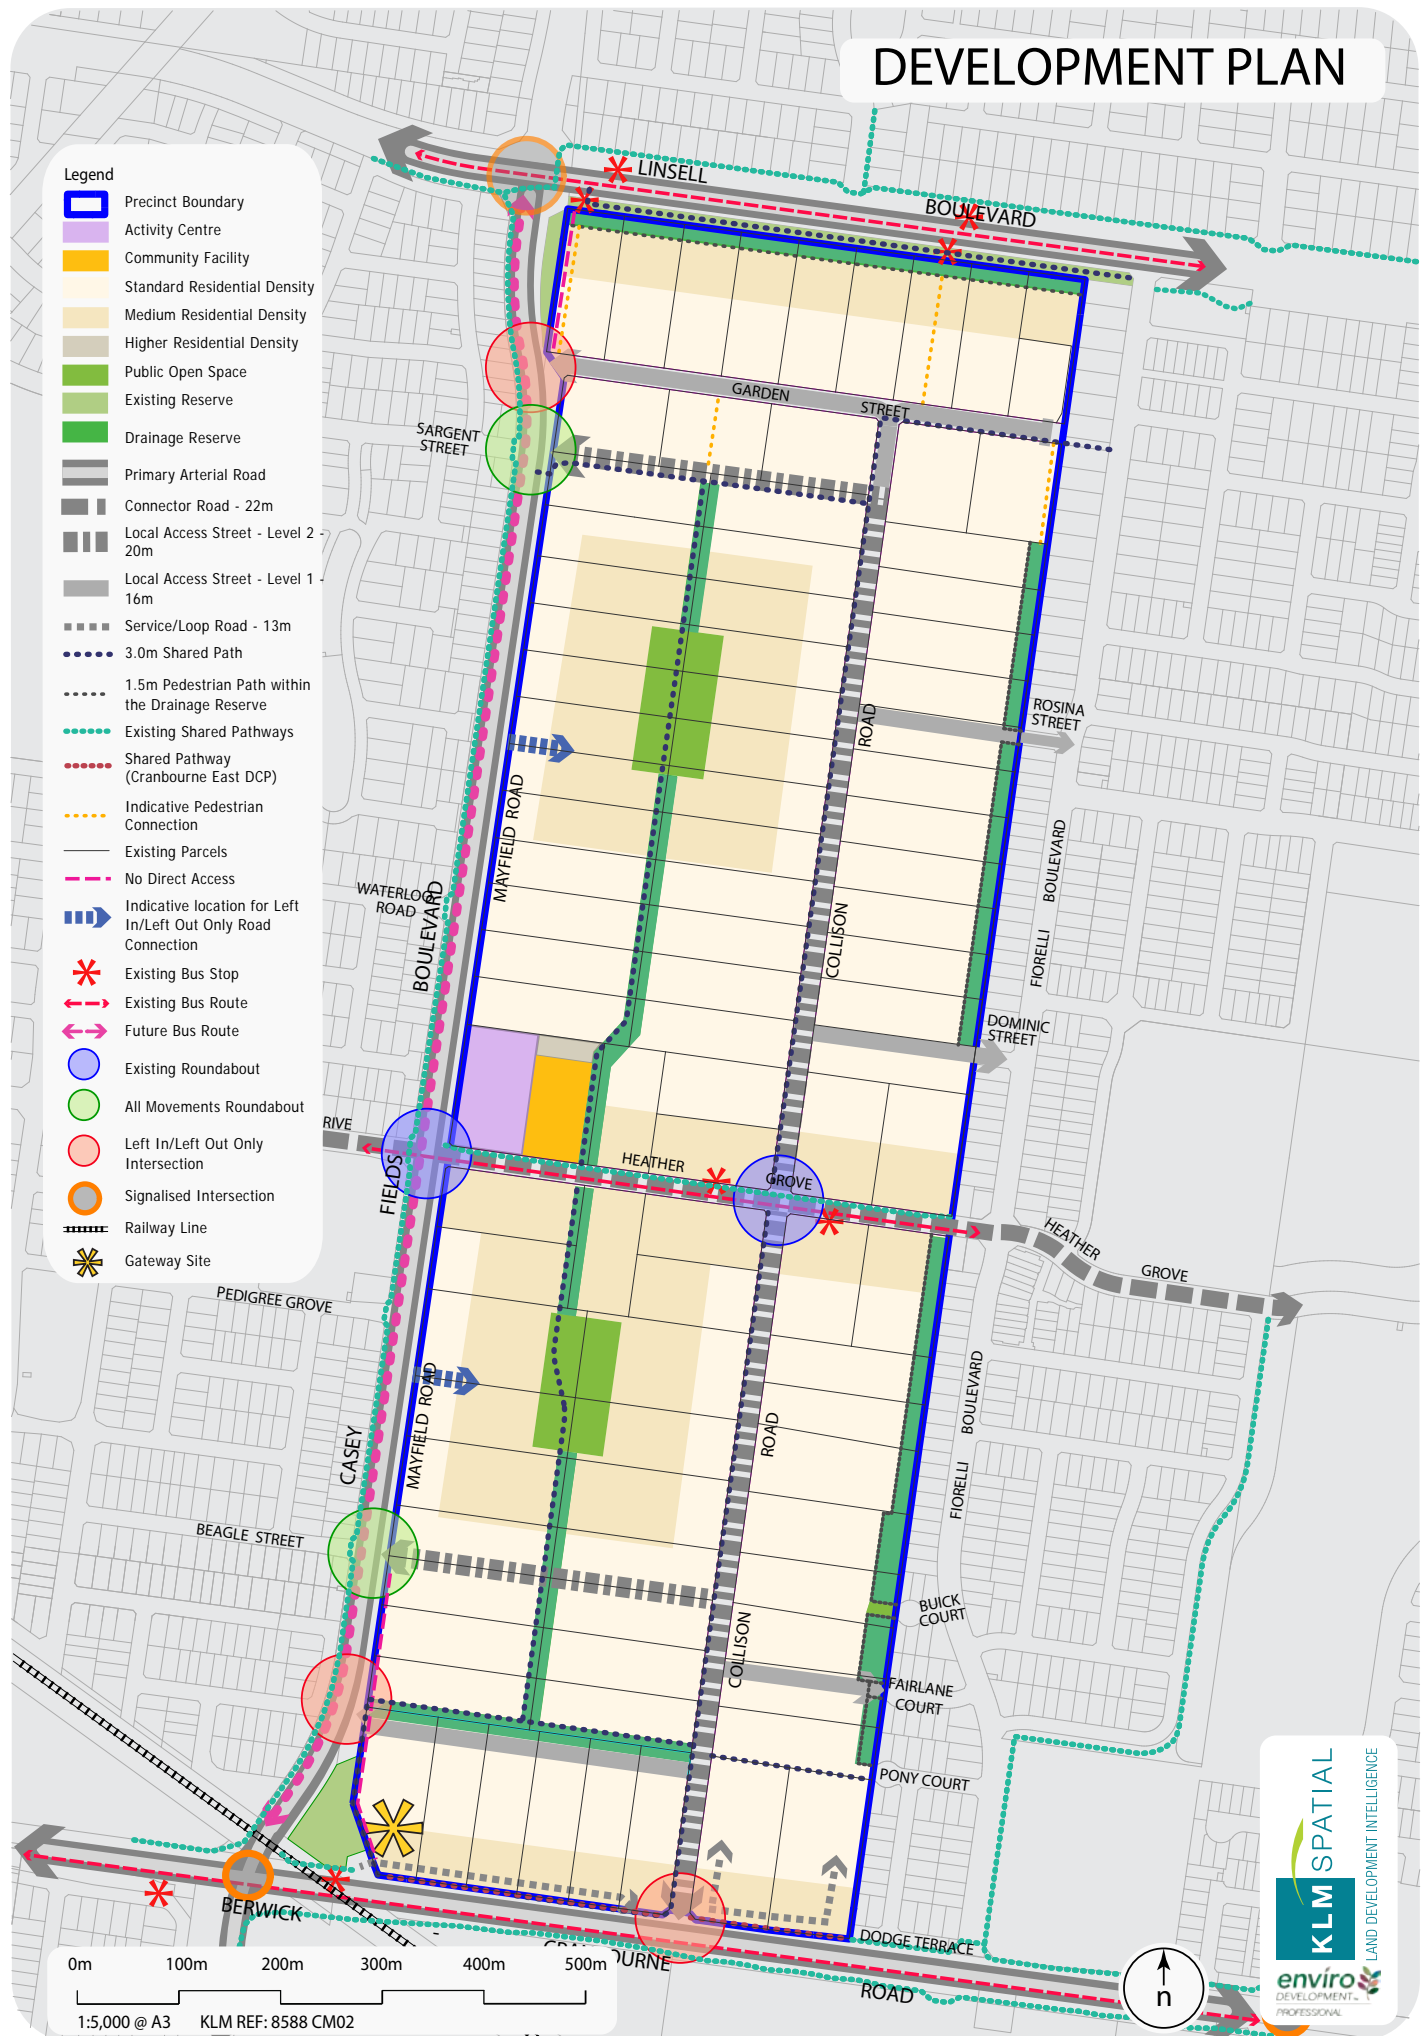 DEVELOPMENT PLAN
Legend
Precinct Boundary
Activity Centre
Community Facility
Standard Residential Density
Medium Residential Density
Higher Residential Density
Public Open Space
Existing Reserve
Drainage Reserve
Primary Arterial Road
Connector Road - 22m
Local Access Street - Level 2 -
20m
Local Access Street - Level 1 -
16m
Service/Loop Road - 13m
3.0m Shared Path
1.5m Pedestrian Path within
the Drainage Reserve
Existing Shared Pathways
Shared Pathway
(Cranbourne East DCP)
Indicative Pedestrian
Connection
Existing Parcels
No Direct Access
Indicative location for Left
In/Left Out Only Road
Connection
Existing Bus Stop
Existing Bus Route
Future Bus Route
Existing Roundabout
All Movements Roundabout
Left In/Left Out Only
Intersection
Signalised Intersection
Railway Line
Gateway Site
LINSELL
BOULEVARD
GARDEN
STREET
SARGENT
STREET
ROSINA
STREET
ROAD
MAYFIELD ROAD
BOULEVARD
WATERLOO
ROAD
BOULEVARD
COLLISON
FIORELLI
DOMINIC
STREET
RIVE
HEATHER
GROVE
FIELDS
HEATHER
GROVE
PEDIGREE GROVE
MAYFIELD ROAD
BOULEVARD
ROAD
CASEY
FIORELLI
BEAGLE STREET
BUICK
COURT
COLLISON
FAIRLANE
COURT
PONY COURT
BERWICK
DODGE TERRACE
OURNE
ROAD
0m 100m 200m 300m 400m 500m
1:5,000 @ A3 KLM REF: 8588 CM02
n
KLM SPATIAL
LAND DEVELOPMENT INTELLIGENCE
enviro
DEVELOPMENT™
PROFESSIONAL